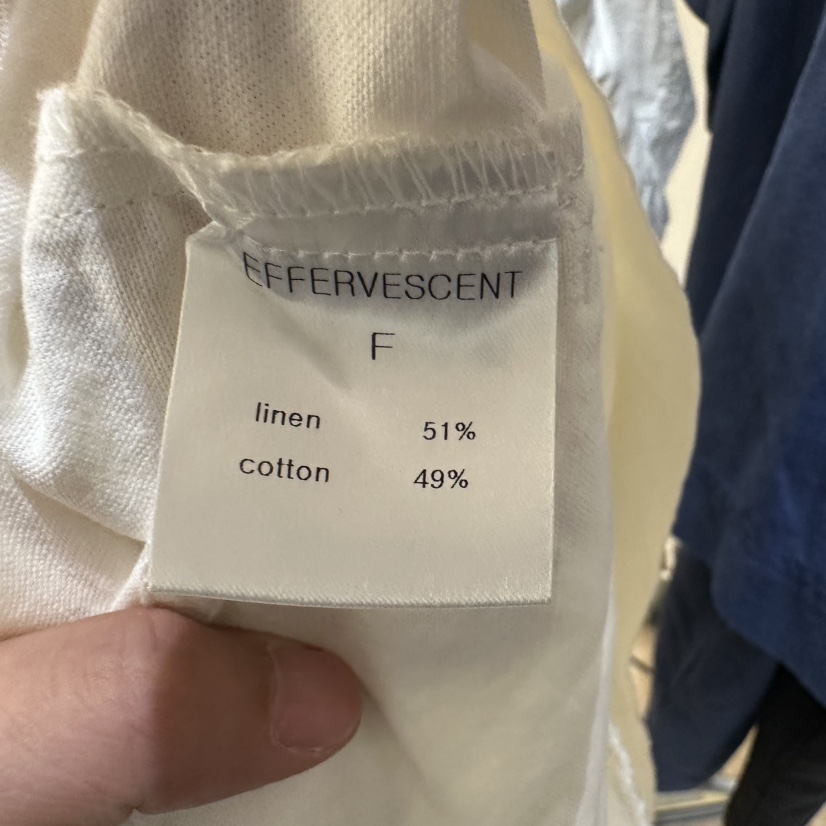 EFFERVESCENT
F
linen 51%
cotton 49%